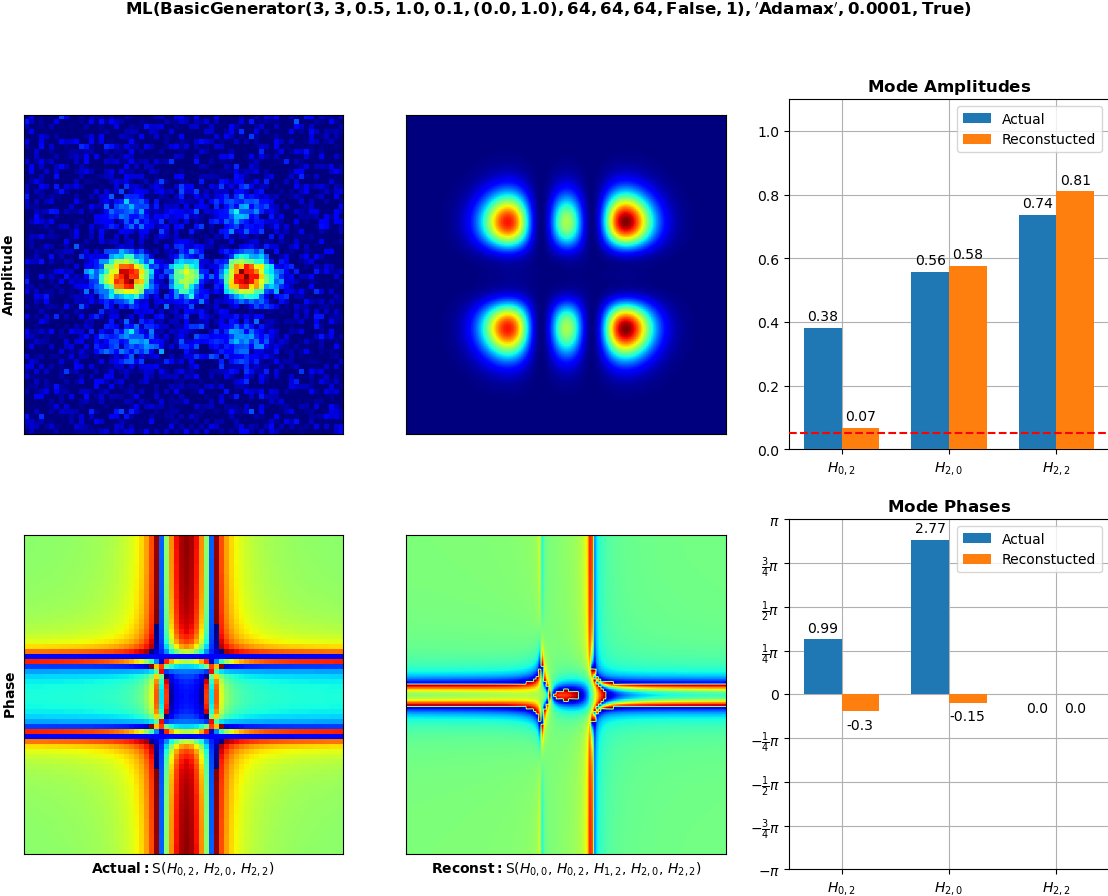 ML(BasicGenerator(3, 3, 0.5, 1.0, 0.1, (0.0, 1.0), 64, 64, 64, False, 1), 'Adamax', 0.0001, True)
Amplitude
Mode Amplitudes
Actual
Reconstucted
1.0
0.8
0.6
0.4
0.2
0.0
0.38
0.07
0.56
0.58
0.74
0.81
H0,2
H2,0
H2,2
Phase
Actual: S(H0,2, H2,0, H2,2)
Reconst: S(H0,0, H0,2, H1,2, H2,0, H2,2)
Mode Phases
Actual
Reconstucted
π
3/4π
1/2π
1/4π
0
−1/4π
−1/2π
−3/4π
−π
0.99
-0.3
2.77
-0.15
0.0
0.0
H0,2
H2,0
H2,2